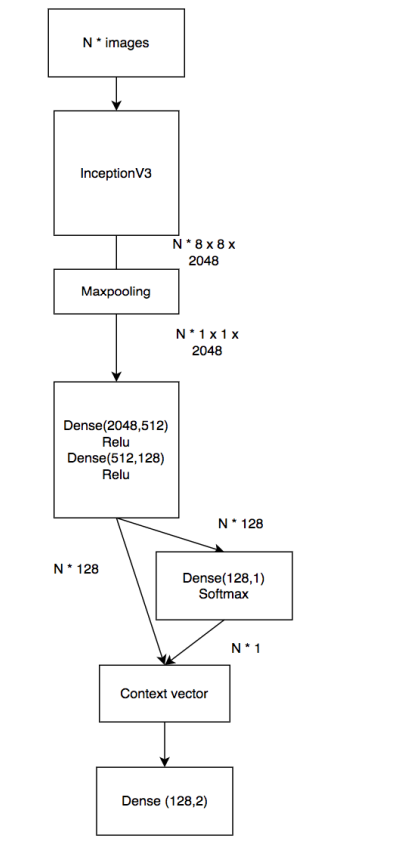 N * images
InceptionV3
N * 8 x 8 x
2048
Maxpooling
N * 1 x 1 x
2048
Dense(2048,512)
Relu
Dense(512,128)
Relu
N * 128
N * 128
Dense(128,1)
Softmax
N * 1
Context vector
Dense (128,2)